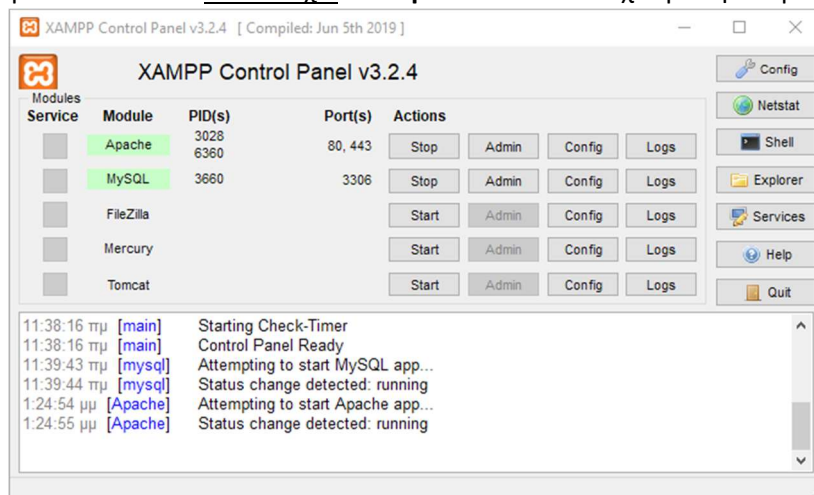 XAMPP Control Panel v3.2.4 [ Compiled: Jun 5th 2019 ]
XAMPP Control Panel v3.2.4
Config
Modules
Service Module PID(s) Port(s) Actions
Netstat
Apache 3028 6360 80, 443 Stop Admin Config Logs
Shell
MySQL 3660 3306 Stop Admin Config Logs
Explorer
FileZilla Start Admin Config Logs
Services
Mercury Start Admin Config Logs
Help
Tomcat Start Admin Config Logs
Quit
11:38:16 πμ [main] Starting Check-Timer
11:38:16 πμ [main] Control Panel Ready
11:39:43 πμ [mysql] Attempting to start MySQL app...
11:39:44 πμ [mysql] Status change detected: running
1:24:54 μμ [Apache] Attempting to start Apache app...
1:24:55 μμ [Apache] Status change detected: running